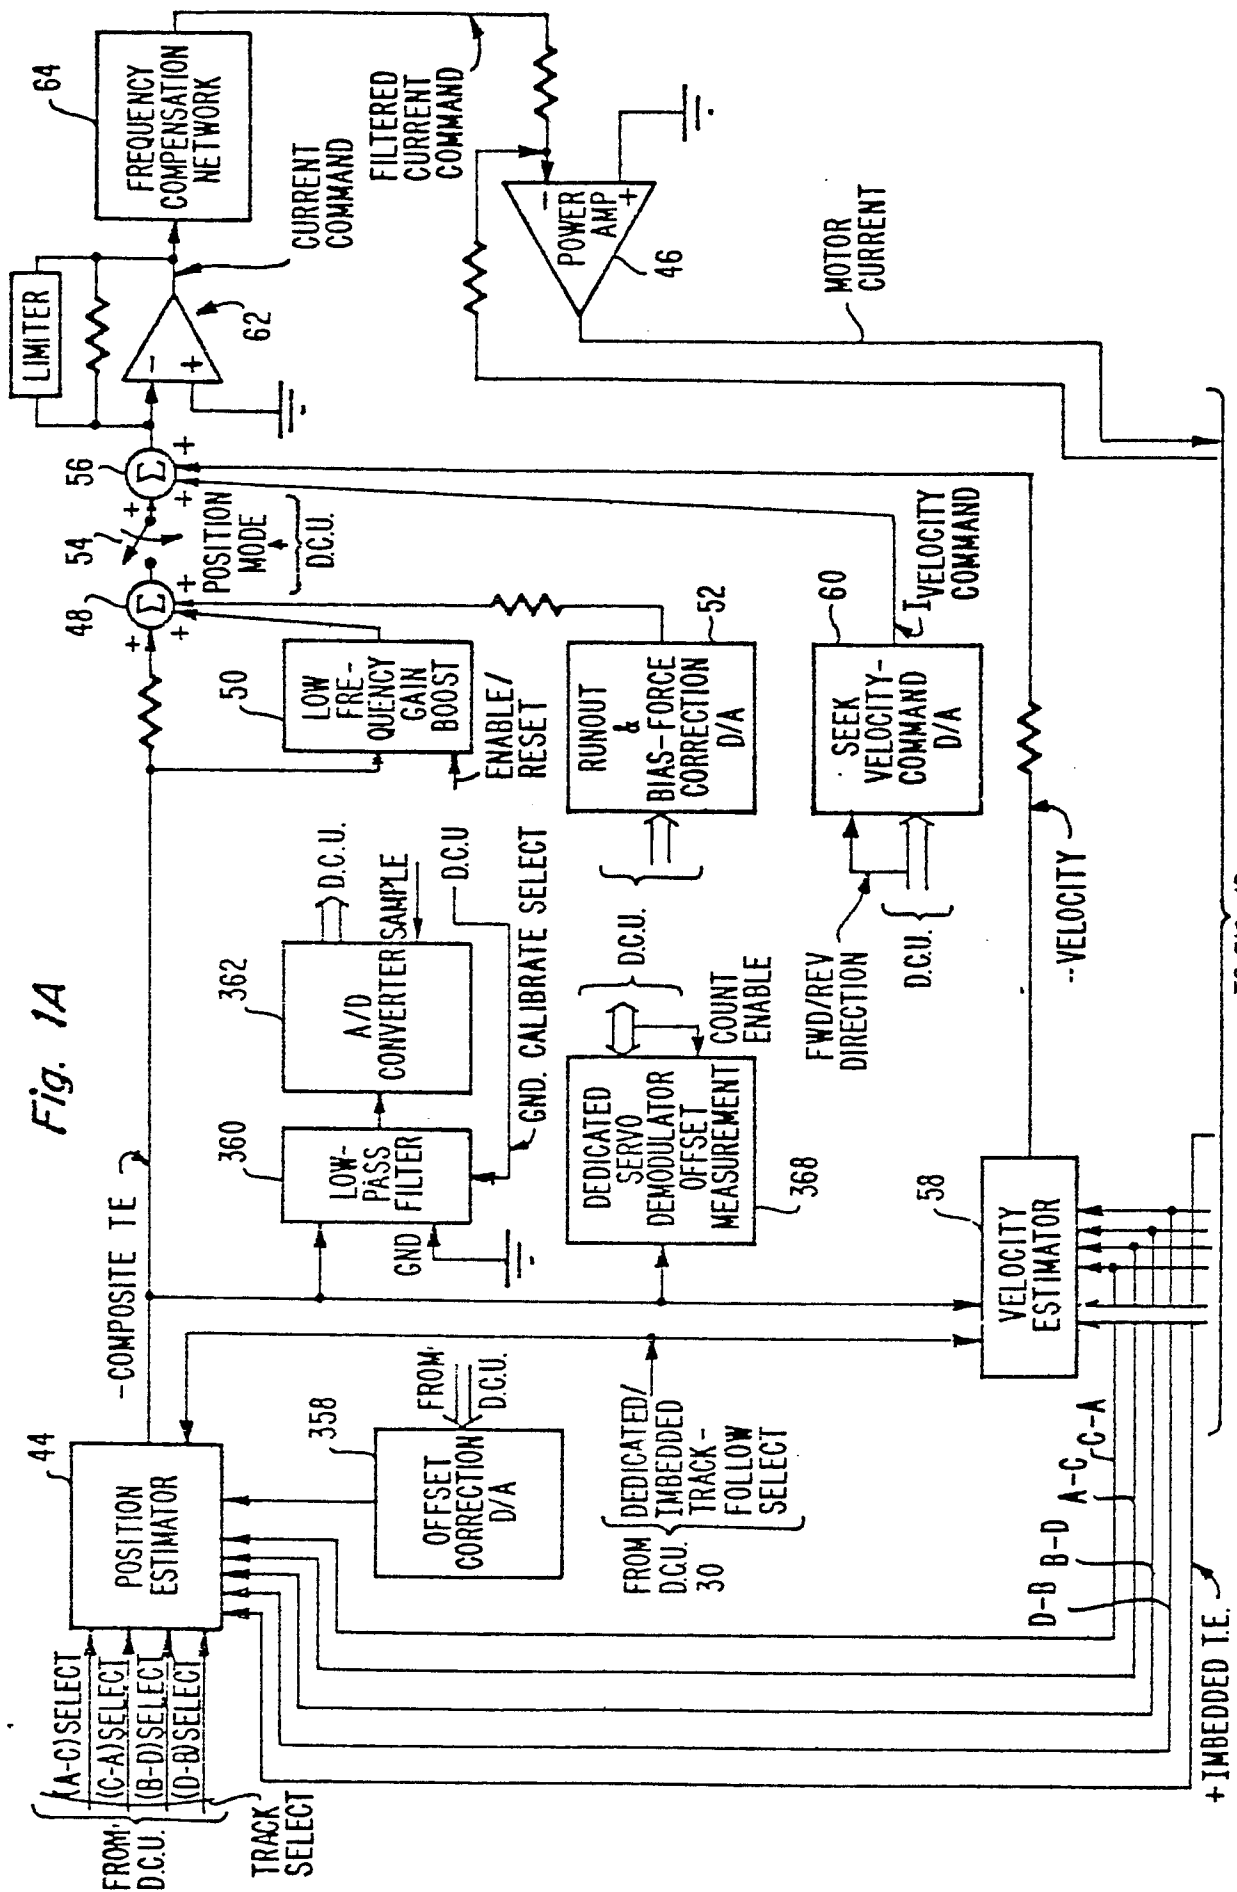 Fig. 1A
FROM
D.C.U.
(A-C)SELECT
(C-A)SELECT
(B-D)SELECT
(D-B)SELECT
TRACK
SELECT
44
POSITION
ESTIMATOR
-COMPOSITE TE
358
OFFSET
CORRECTION
D/A
FROM
D.C.U.
FROM
D.C.U.
30
DEDICATED/
IMBEDDED
TRACK-
FOLLOW
SELECT
360
LOW-
PASS
FILTER
GND
362
A/D
CONVERTER
D.C.U.
SAMPLE
D.C.U
GND. CALIBRATE SELECT
DEDICATED
SERVO
DEMODULATOR
OFFSET
MEASUREMENT
368
D.C.U.
COUNT
ENABLE
50
LOW
FRE-
QUENCY
GAIN
BOOST
ENABLE/
RESET
RUNOUT
&
BIAS-FORCE
CORRECTION
D/A
52
60
SEEK
VELOCITY-
COMMAND
D/A
FWD/REV
DIRECTION
D.C.U.
I VELOCITY
COMMAND
--VELOCITY
58
VELOCITY
ESTIMATOR
48
Σ
+
+
+
54
POSITION
MODE
D.C.U.
56
Σ
+
+
+
LIMITER
-
+
62
CURRENT
COMMAND
64
FREQUENCY
COMPENSATION
NETWORK
FILTERED
CURRENT
COMMAND
-
POWER
AMP
+
46
MOTOR
CURRENT
D-B
B-D
A-C
C-A
+ IMBEDDED T.E.